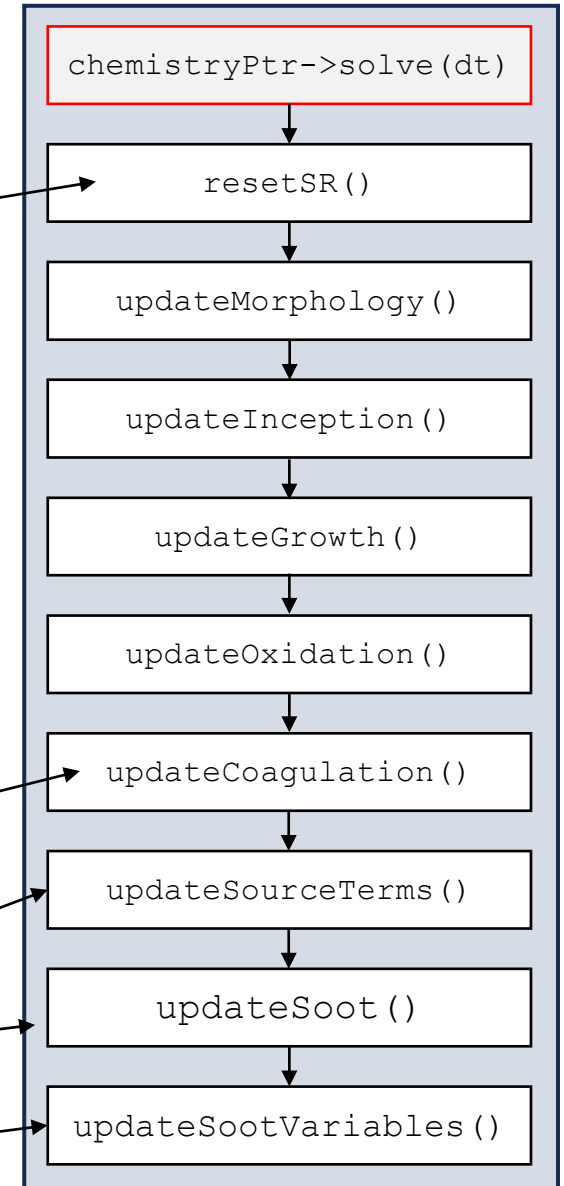 chemistryPtr->solve(dt)
resetSR()
updateMorphology()
updateInception()
updateGrowth()
updateOxidation()
updateCoagulation()
updateSourceTerms()
updateSoot()
updateSootVariables()